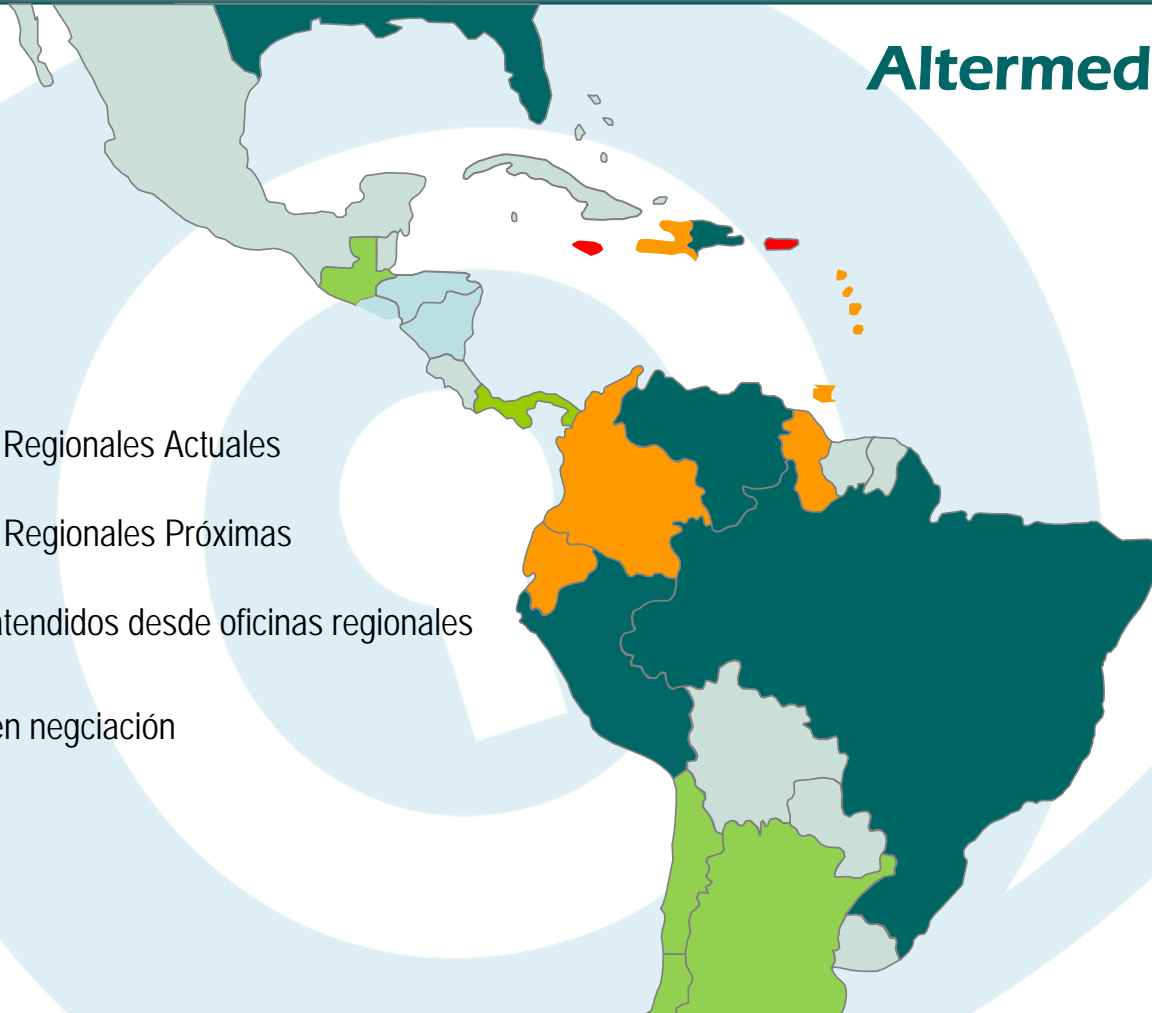 Altermed
Regionales Actuales
Regionales Próximas
atendidos desde oficinas regionales
en negciación